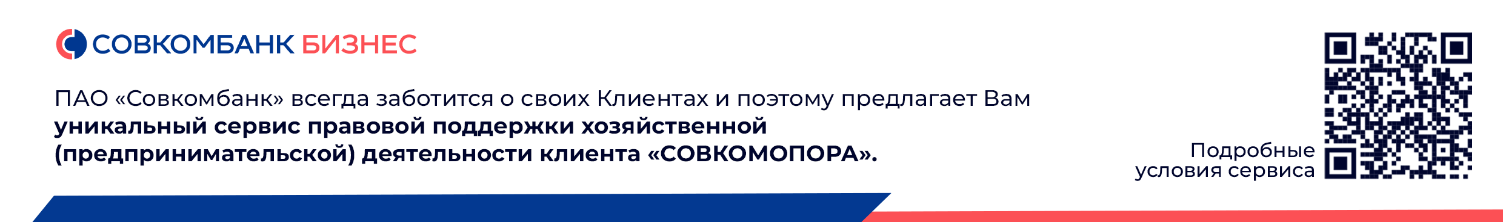 СОВКОМБАНК БИЗНЕС
ПАО «Совкомбанк» всегда заботится о своих Клиентах и поэтому предлагает Вам
уникальный сервис правовой поддержки хозяйственной
(предпринимательской) деятельности клиента «СОВКОМОПОРА».
Подробные
условия сервиса